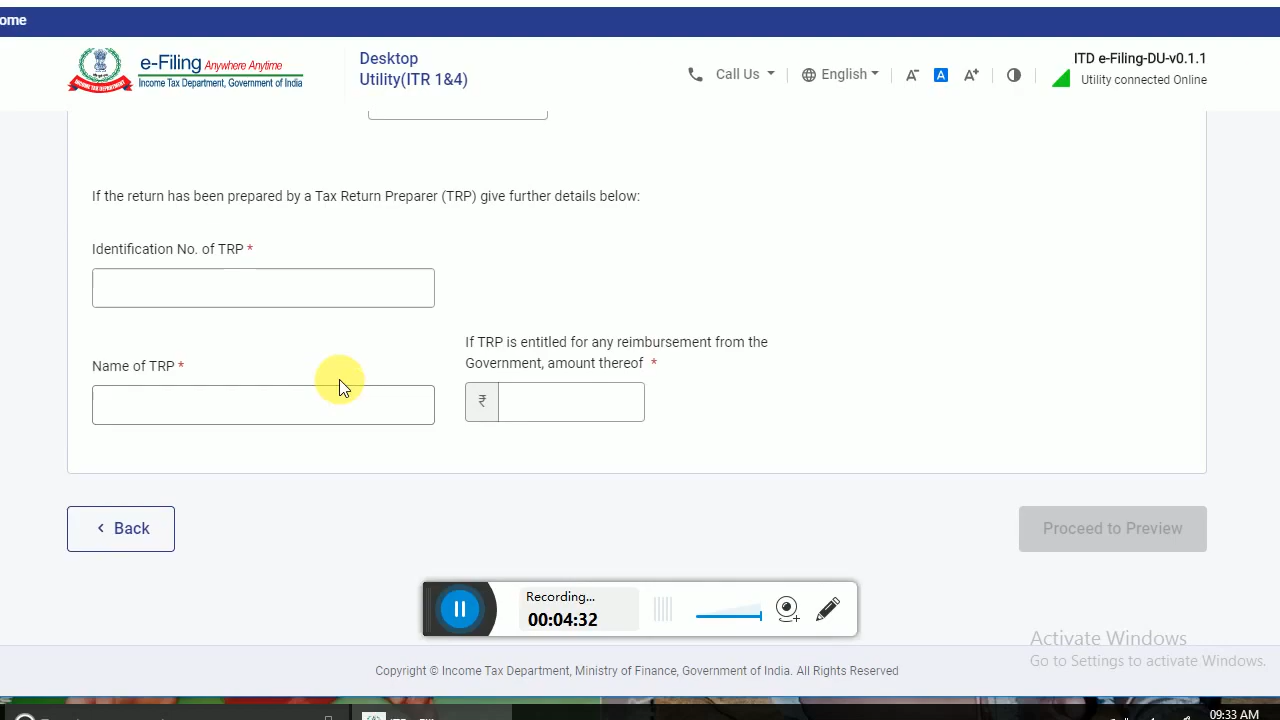 ome
e-Filing Anywhere Anytime
Income Tax Department, Government of India
Desktop
Utility(ITR 1&4)
Call Us
English
A-
A
A+
ITD e-Filing-DU-v0.1.1
Utility connected Online
If the return has been prepared by a Tax Return Preparer (TRP) give further details below:
Identification No. of TRP *
If TRP is entitled for any reimbursement from the
Government, amount thereof *
Name of TRP *
₹
< Back
Proceed to Preview
Recording...
00:04:32
Activate Windows
Go to Settings to activate Windows.
Copyright © Income Tax Department, Ministry of Finance, Government of India. All Rights Reserved
09:33 AM